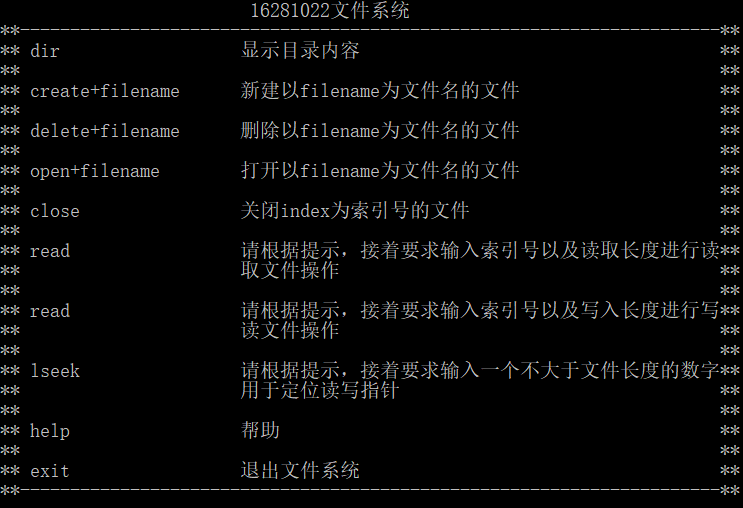 16281022文件系统
**----------------------------------------------------------------------**
** dir 显示目录内容 **
** **
** create+filename 新建以filename为文件名的文件 **
** **
** delete+filename 删除以filename为文件名的文件 **
** **
** open+filename 打开以filename为文件名的文件 **
** **
** close 关闭index为索引号的文件 **
** **
** read 请根据提示，接着要求输入索引号以及读取长度进行读**
** 取文件操作 **
** **
** read 请根据提示，接着要求输入索引号以及写入长度进行写**
** 读文件操作 **
** **
** lseek 请根据提示，接着要求输入一个不大于文件长度的数字**
** 用于定位读写指针 **
** **
** help 帮助 **
** **
** exit 退出文件系统 **
**----------------------------------------------------------------------**